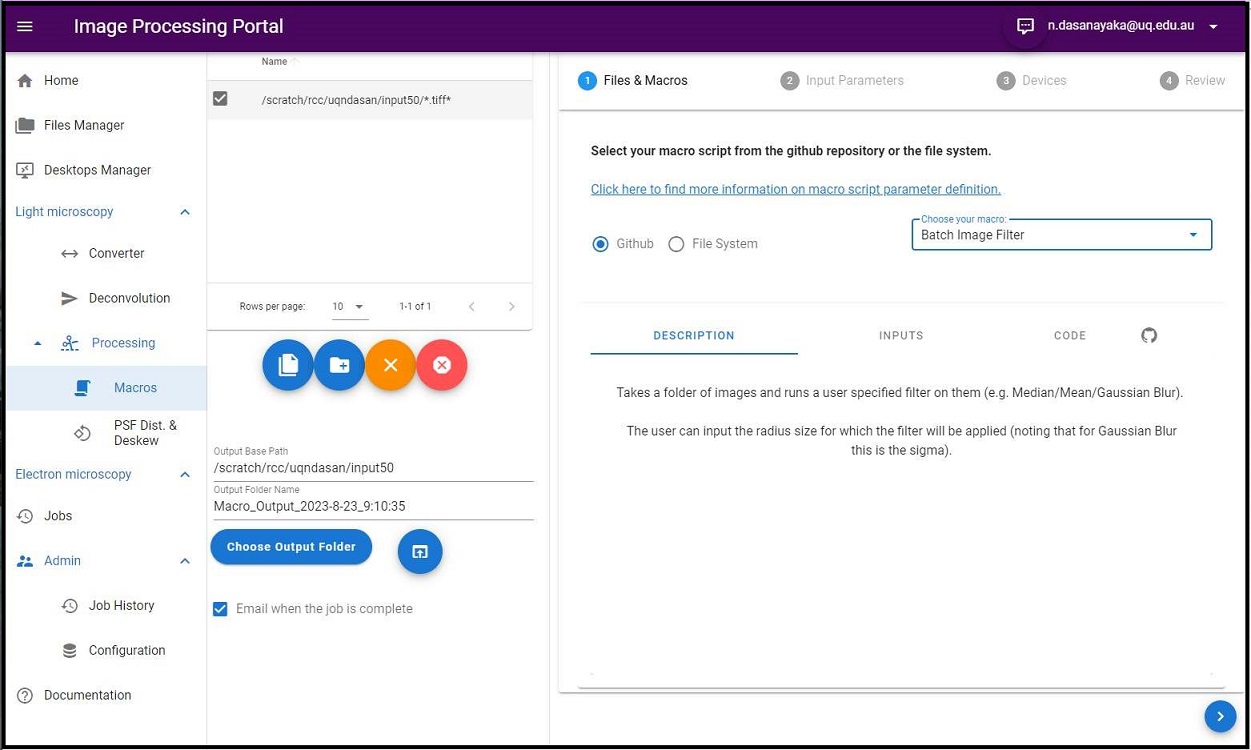 Image Processing Portal
n.dasanayaka@uq.edu.au
Home
Files Manager
Desktops Manager
Light microscopy
Converter
Deconvolution
Processing
Macros
PSF Dist. &
Deskew
Electron microscopy
Jobs
Admin
Job History
Configuration
Documentation
Name
/scratch/rcc/uqndasan/input50/*.tiff*
Rows per page:
10
1-1 of 1
Output Base Path
/scratch/rcc/uqndasan/input50
Output Folder Name
Macro_Output_2023-8-23_9:10:35
Choose Output Folder
Email when the job is complete
1 Files & Macros
2 Input Parameters
3 Devices
4 Review
Select your macro script from the github repository or the file system.
Click here to find more information on macro script parameter definition.
Github
File System
Choose your macro:
Batch Image Filter
DESCRIPTION
INPUTS
CODE
Takes a folder of images and runs a user specified filter on them (e.g. Median/Mean/Gaussian Blur).
The user can input the radius size for which the filter will be applied (noting that for Gaussian Blur
this is the sigma).